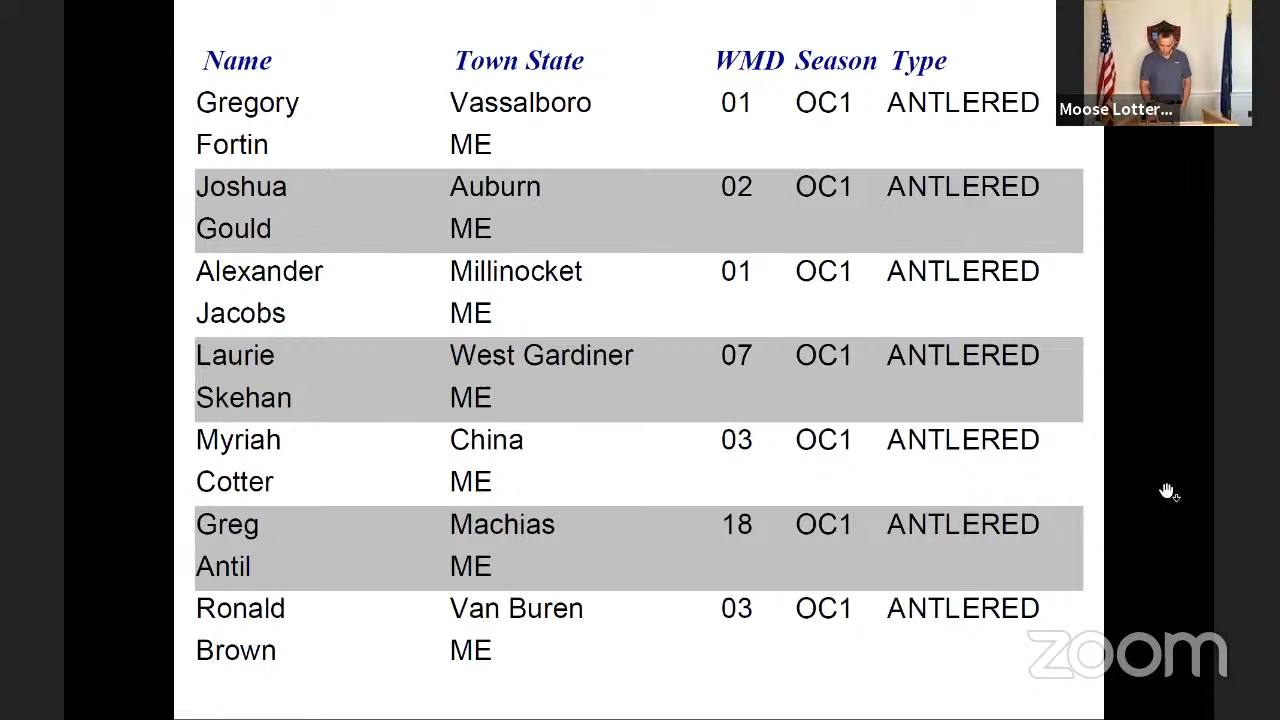 Name Town State WMD Season Type
Gregory Vassalboro 01 OC1 ANTLERED
Fortin ME
Joshua Auburn 02 OC1 ANTLERED
Gould ME
Alexander Millinocket 01 OC1 ANTLERED
Jacobs ME
Laurie West Gardiner 07 OC1 ANTLERED
Skehan ME
Myriah China 03 OC1 ANTLERED
Cotter ME
Greg Machias 18 OC1 ANTLERED
Antil ME
Ronald Van Buren 03 OC1 ANTLERED
Brown ME
Moose Lotter...
zoom